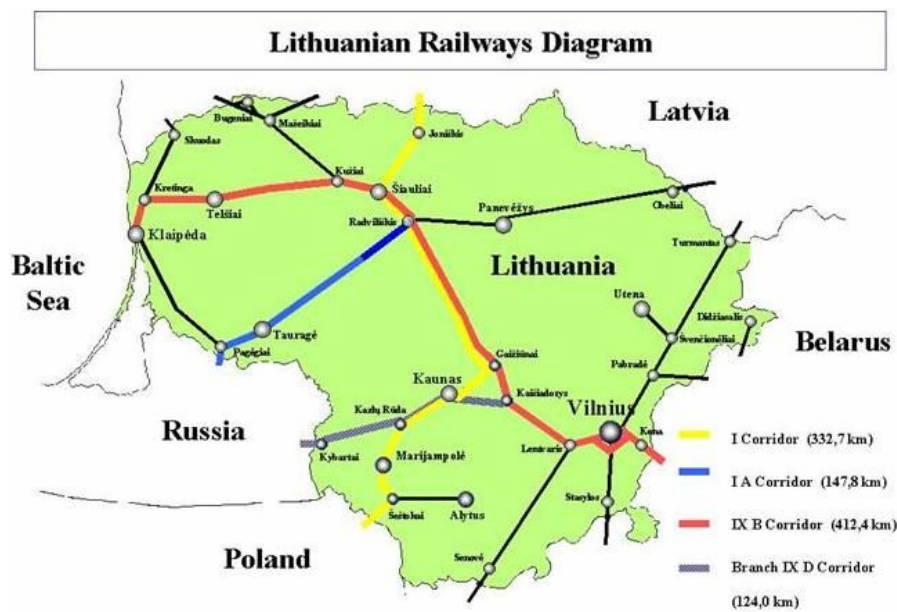 Lithuanian Railways Diagram
Latvia
Bugeniai
Mažeikiai
Skuodas
Joniškis
Kužiai
Šiauliai
Kretinga
Telšiai
Panevėžys
Obeliai
Radviliškis
Klaipėda
Turmantas
Baltic
Sea
Lithuania
Utena
Didžiasalis
Tauragė
Švenčionėliai
Pagėgiai
Belarus
Gaižiūnai
Pabradė
Kaunas
Kaišiadorys
Vilnius
Kazlų Rūda
Russia
Kena
I Corridor (332,7 km)
Kybartai
Lentvaris
Marijampolė
I A Corridor (147,8 km)
Šeštokai
Alytus
Stasylos
IX B Corridor (412,4 km)
Poland
Senovė
Branch IX D Corridor
(124,0 km)